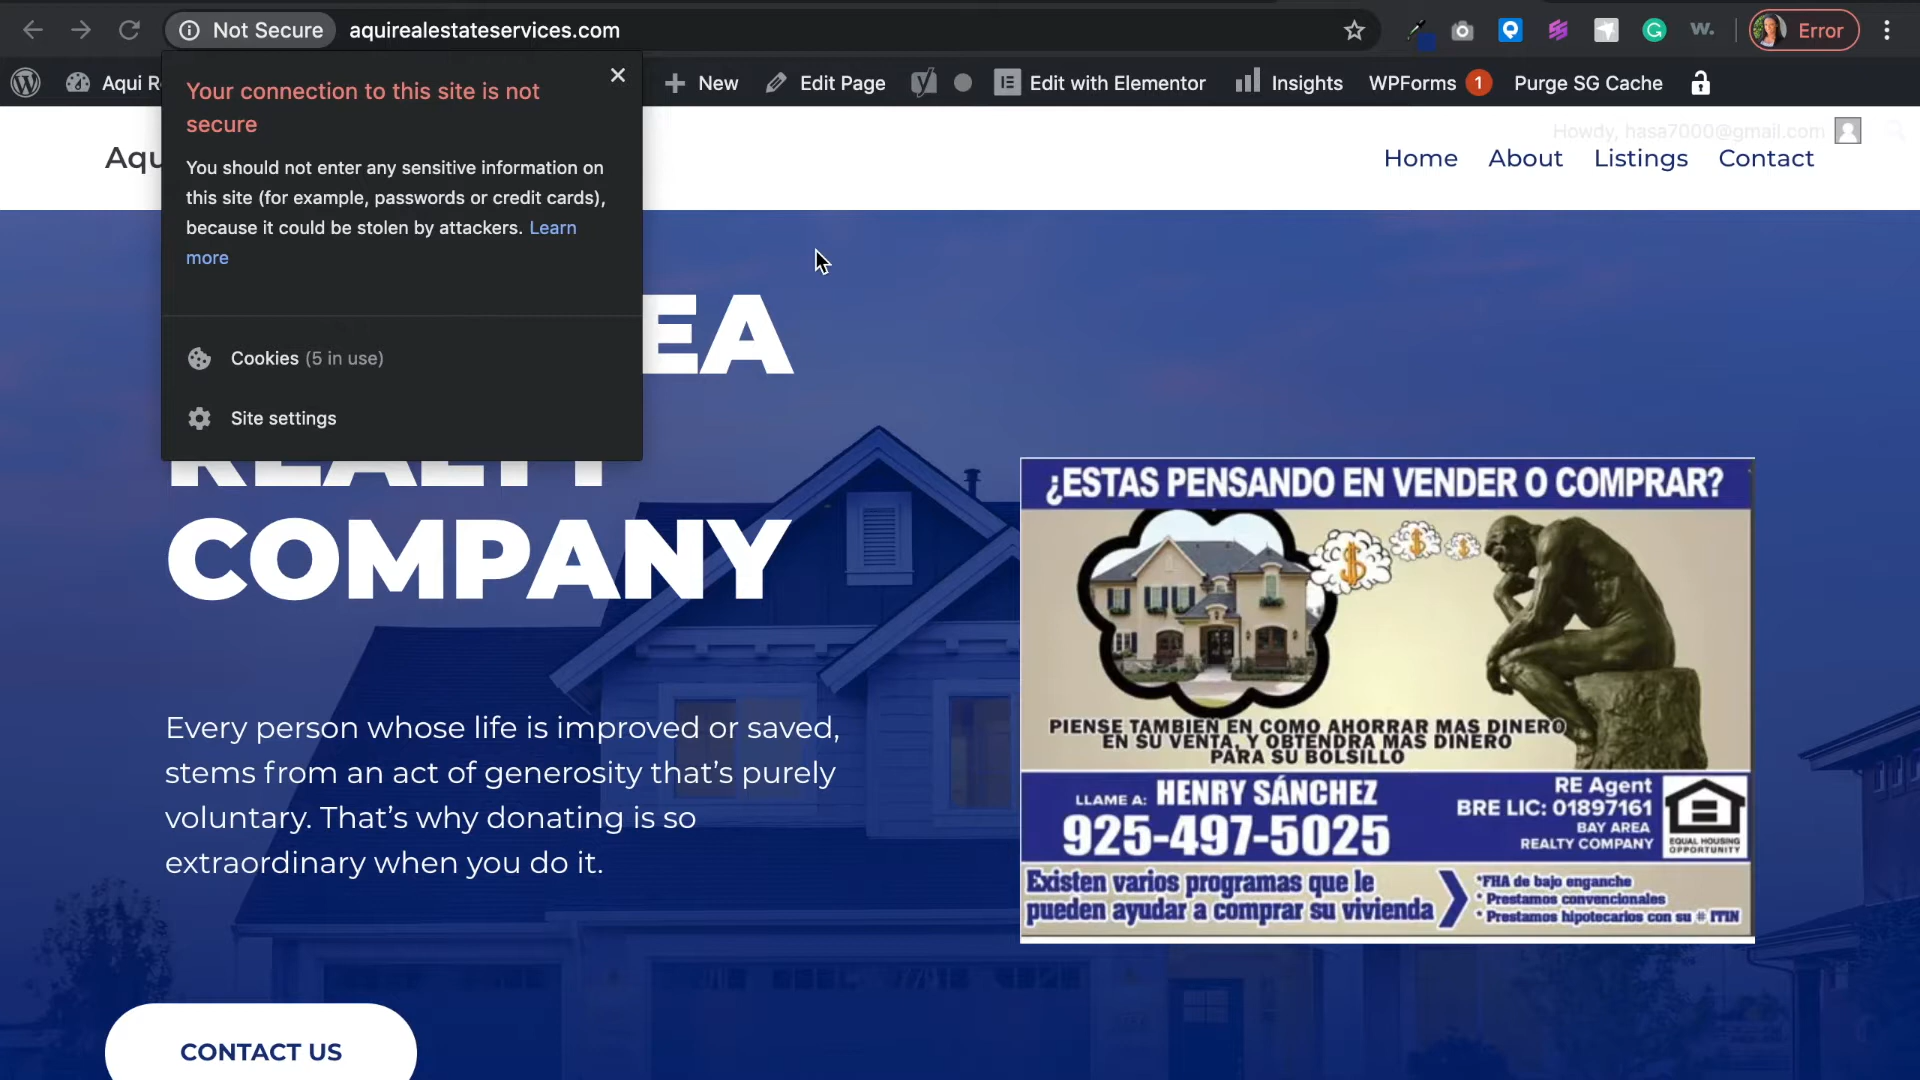 Not Secure
aquirealestateservices.com
Error
Aqui R
New
Edit Page
Edit with Elementor
Insights
WPForms 1
Purge SG Cache
Your connection to this site is not
secure
You should not enter any sensitive information on
this site (for example, passwords or credit cards),
because it could be stolen by attackers. Learn
more
Cookies (5 in use)
Site settings
Howdy, hasa7000@gmail.com
Aqu
Home
About
Listings
Contact
EA
REALTY
COMPANY
Every person whose life is improved or saved,
stems from an act of generosity that's purely
voluntary. That's why donating is so
extraordinary when you do it.
CONTACT US
¿ESTAS PENSANDO EN VENDER O COMPRAR?
PIENSE TAMBIEN EN COMO AHORRAR MAS DINERO
EN SU VENTA, Y OBTENDRA MAS DINERO
PARA SU BOLSILLO
LLAME A: HENRY SÁNCHEZ
925-497-5025
RE Agent
BRE LIC: 01897161
BAY AREA
REALTY COMPANY
EQUAL HOUSING
OPPORTUNITY
Existen varios programas que le
pueden ayudar a comprar su vivienda
*FHA de bajo enganche
* Prestamos convencionales
* Prestamos hipotecarios con su # ITIN